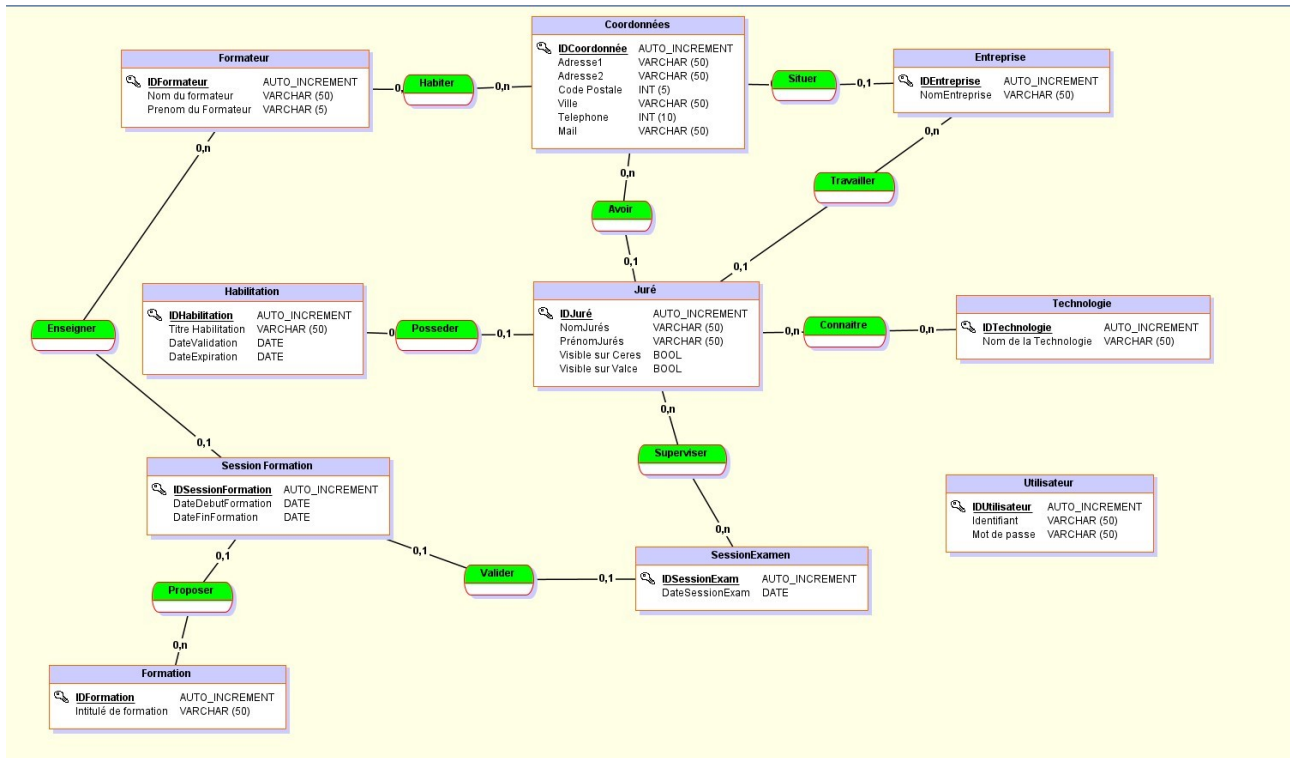 Coordonnées
IDCoordonnée AUTO_INCREMENT
Adresse1 VARCHAR (50)
Adresse2 VARCHAR (50)
Code Postale INT (5)
Ville VARCHAR (50)
Telephone INT (10)
Mail VARCHAR (50)
Formateur
IDFormateur AUTO_INCREMENT
Nom du formateur VARCHAR (50)
Prenom du Formateur VARCHAR (5)
Habiter
0,n
Situer
0,1
Entreprise
IDEntreprise AUTO_INCREMENT
NomEntreprise VARCHAR (50)
0,n
0,n
0,n
Travailler
Avoir
0,1
0,1
Habilitation
IDHabilitation AUTO_INCREMENT
Titre Habilitation VARCHAR (50)
DateValidation DATE
DateExpiration DATE
Juré
IDJuré AUTO_INCREMENT
NomJurés VARCHAR (50)
PrénomJurés VARCHAR (50)
Visible sur Ceres BOOL
Visible sur Valce BOOL
Technologie
IDTechnologie AUTO_INCREMENT
Nom de la Technologie VARCHAR (50)
Enseigner
Posseder
0,1
0,n
Connaitre
0,n
0,n
0,1
Superviser
Session Formation
IDSessionFormation AUTO_INCREMENT
DateDebutFormation DATE
DateFinFormation DATE
Utilisateur
IDUtilisateur AUTO_INCREMENT
Identifiant VARCHAR (50)
Mot de passe VARCHAR (50)
0,n
0,1
0,1
Valider
0,1
SessionExamen
IDSessionExam AUTO_INCREMENT
DateSessionExam DATE
Proposer
0,n
Formation
IDFormation AUTO_INCREMENT
Intitulé de formation VARCHAR (50)